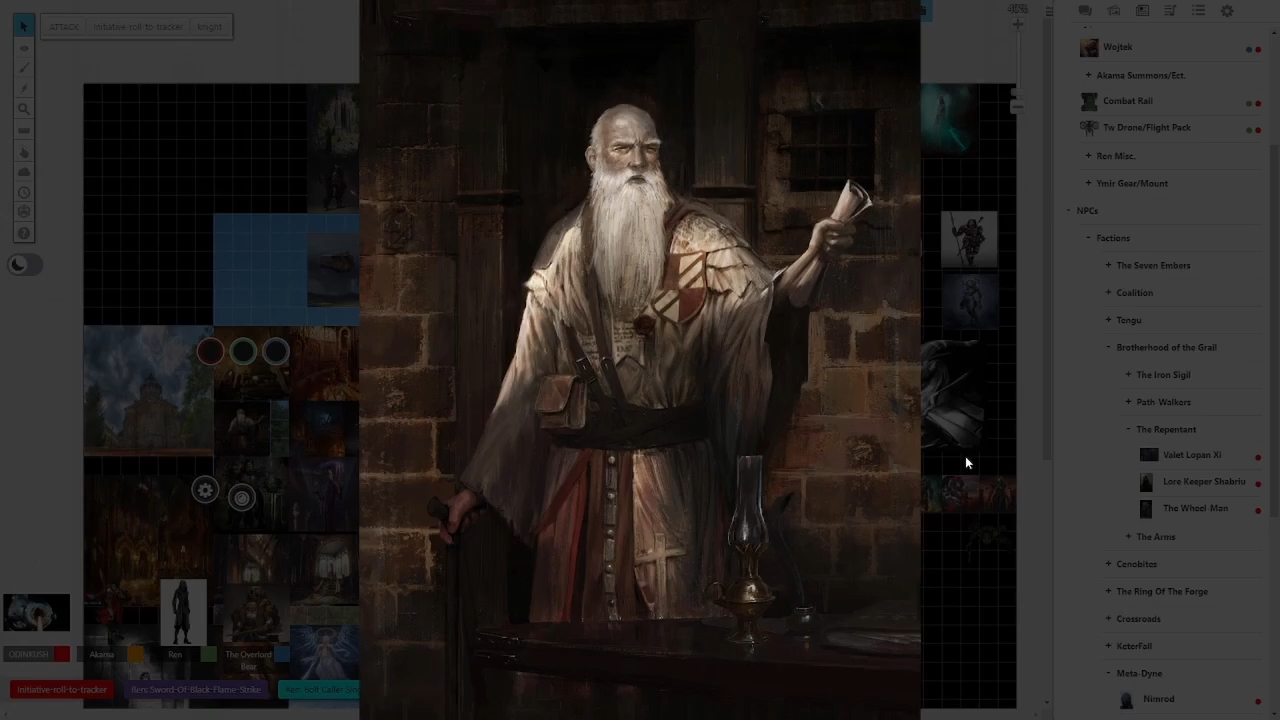 ATTACK
initiative-roll-to-tracker
knight
Wojtek
+ Akama Summons/Ect.
Combat Rail
Tw Drone/Flight Pack
+ Ren Misc.
+ Ymir Gear/Mount
- NPCs
- Factions
+ The Seven Embers
+ Coalition
+ Tengu
- Brotherhood of the Grail
+ The Iron Sigil
+ Path-Walkers
- The Repentant
Valet Lopan Xi
Lore Keeper Shabriu
The Wheel-Man
+ The Arms
+ Cenobites
+ The Ring Of The Forge
+ Crossroads
+ KeterFall
- Meta-Dyne
Nimrod
ODINKUSH
Akama
Ren
The Overlord
Bear
initiative-roll-to-tracker
Ren: Sword-Of-Black-Flame-Strike